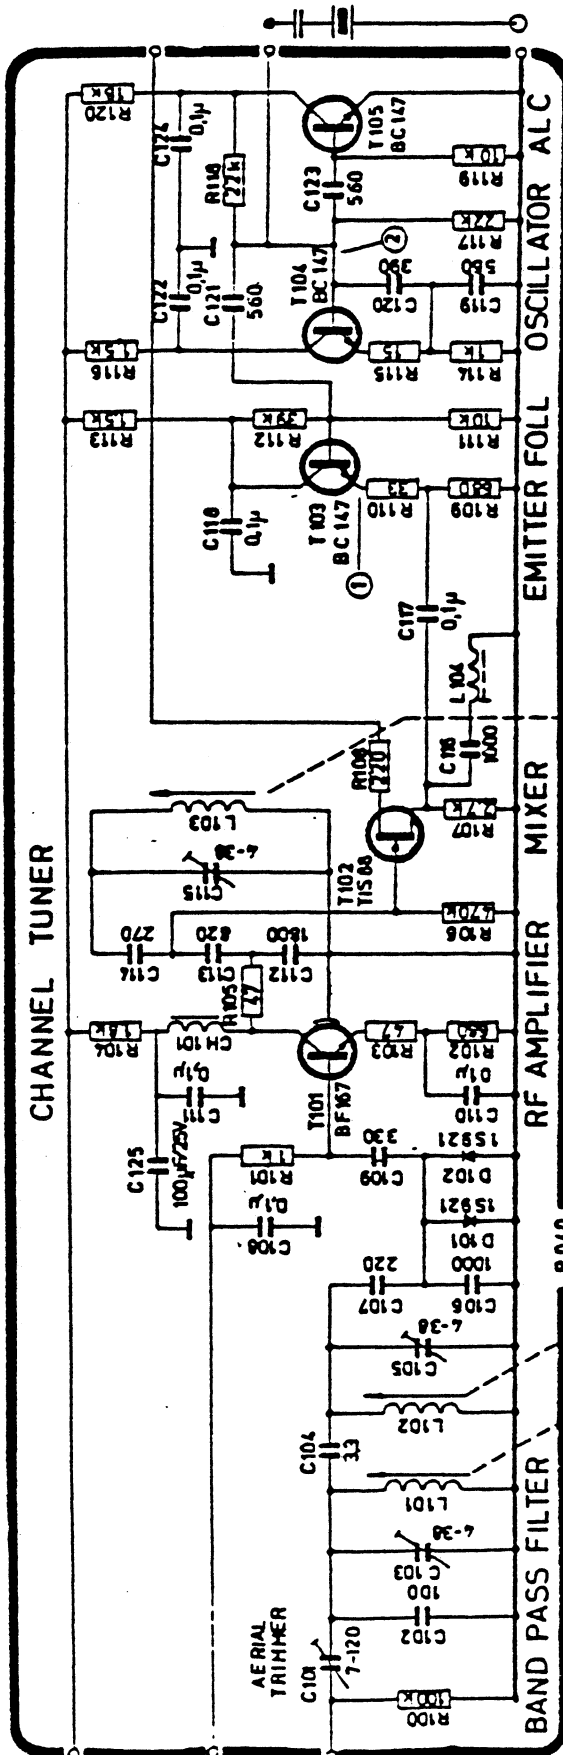 CHANNEL TUNER
AERIAL
TRIMMER
C101
7-120
R100
100k
C102
100
C103
4-38
L101
C104
3,3
L102
C105
4-38
C107
220
C106
1000
D101
1S921
D102
1S921
C109
330
C108
0,1µ
R101
1k
C125
100µF/25V
C111
0,1µ
R104
1,8k
CH101
R105
47
T101
BF167
R103
47
C110
0,1µ
R102
680
C114
270
C113
820
C112
1800
C115
4-38
L103
T102
TIS88
R106
470k
R107
2,7k
R108
220
C116
1000
L104
C117
0,1µ
C118
0,1µ
T103
BC147
1
R110
33
R109
680
R113
1,5k
R112
39k
R111
10k
R116
1,5k
C122
0,1µ
C121
560
T104
BC147
2
R115
15
R114
1k
C120
390
C119
560
R117
22k
C124
0,1µ
R118
22k
C123
560
R120
18k
T105
BC147
R119
10k
BAND PASS FILTER
RF AMPLIFIER
MIXER
EMITTER FOLL
OSCILLATOR
ALC